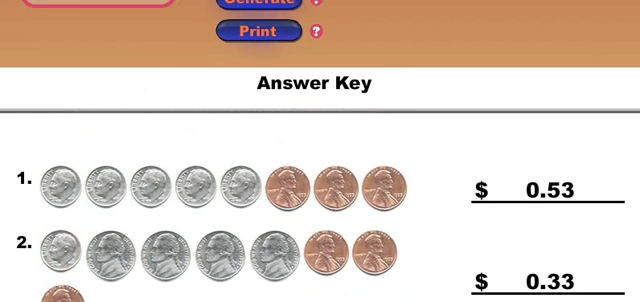 Generate ?
Print ?
Answer Key
1. $ 0.53
2. $ 0.33